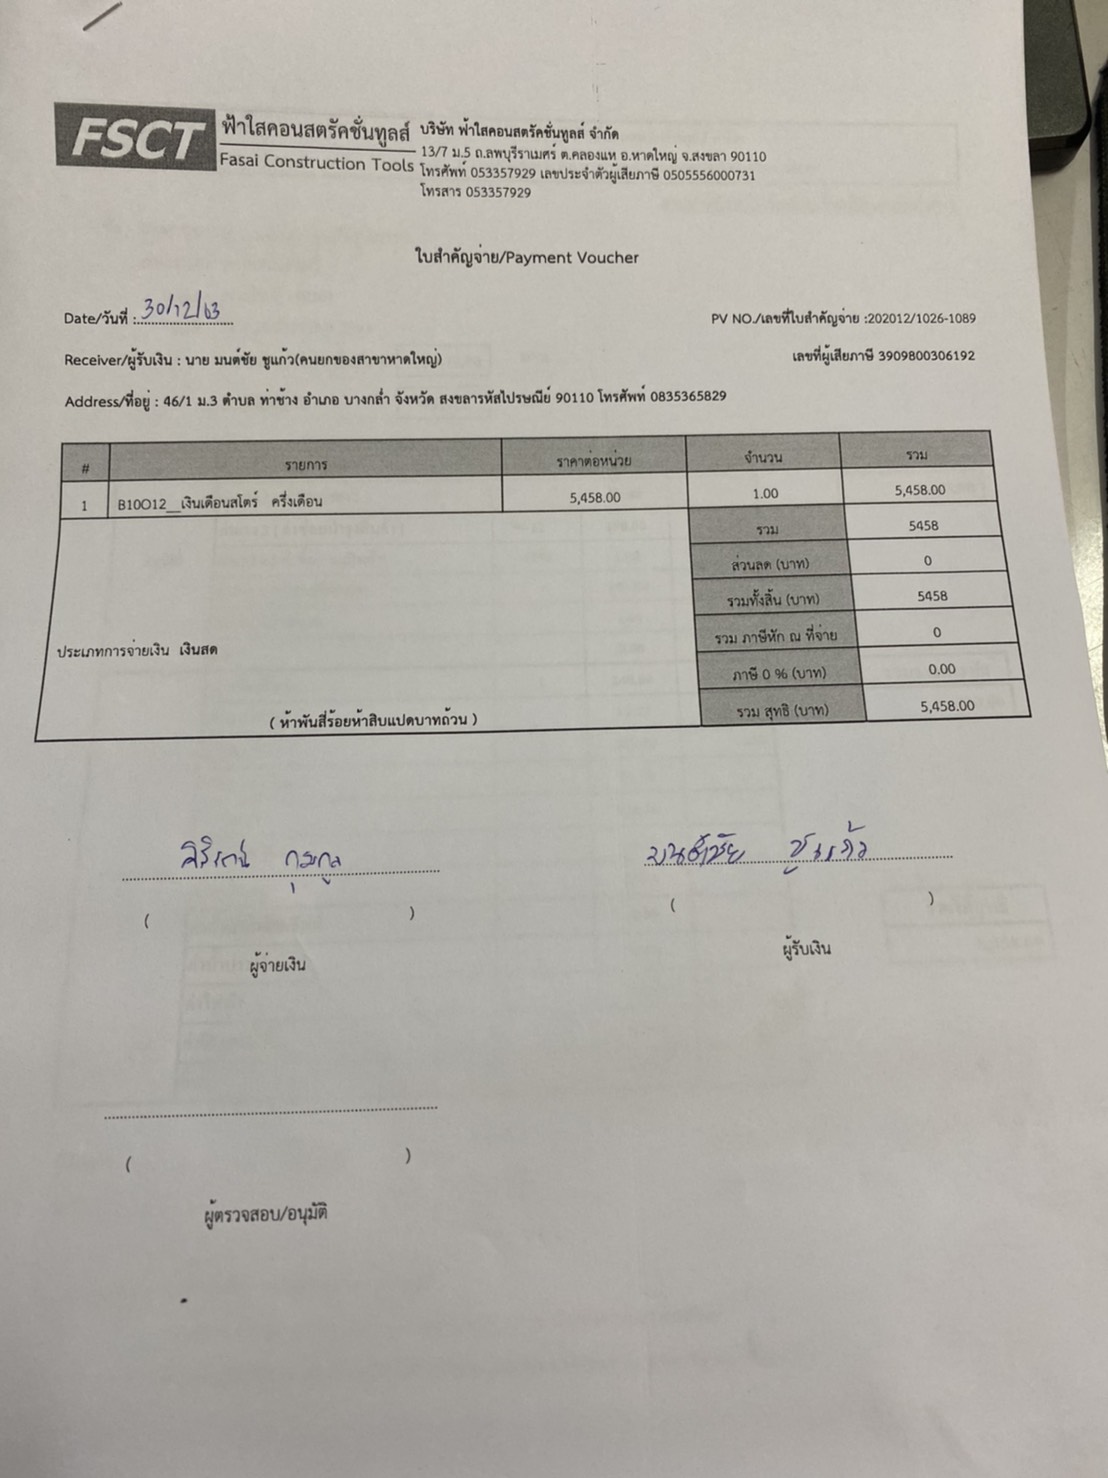 FSCT ฟ้าใสคอนสตรัคชั่นทูลส์
Fasai Construction Tools
บริษัท ฟ้าใสคอนสตรัคชั่นทูลส์ จำกัด
13/7 ม.5 ถ.ลพบุรีราเมศร์ ต.คลองแห อ.หาดใหญ่ จ.สงขลา 90110
โทรศัพท์ 053357929 เลขประจำตัวผู้เสียภาษี 0505556000731
โทรสาร 053357929
ใบสำคัญจ่าย/Payment Voucher
Date/วันที่ : 30/12/63 PV NO./เลขที่ใบสำคัญจ่าย :202012/1026-1089
Receiver/ผู้รับเงิน : นาย มนต์ชัย ชูแก้ว(คนยกของสาขาหาดใหญ่) เลขที่ผู้เสียภาษี 3909800306192
Address/ที่อยู่ : 46/1 ม.3 ตำบล ท่าช้าง อำเภอ บางกล่ำ จังหวัด สงขลารหัสไปรษณีย์ 90110 โทรศัพท์ 0835365829
# รายการ ราคาต่อหน่วย จำนวน รวม
1 B10O12__เงินเดือนสโตร์ ครึ่งเดือน 5,458.00 1.00 5,458.00
รวม 5458
ส่วนลด (บาท) 0
รวมทั้งสิ้น (บาท) 5458
รวม ภาษีหัก ณ ที่จ่าย 0
ประเภทการจ่ายเงิน เงินสด
ภาษี 0 % (บาท) 0.00
( ห้าพันสี่ร้อยห้าสิบแปดบาทถ้วน ) รวม สุทธิ (บาท) 5,458.00
มนต์ชัย ชูแก้ว
( ) ( )
ผู้จ่ายเงิน ผู้รับเงิน
( )
ผู้ตรวจสอบ/อนุมัติ